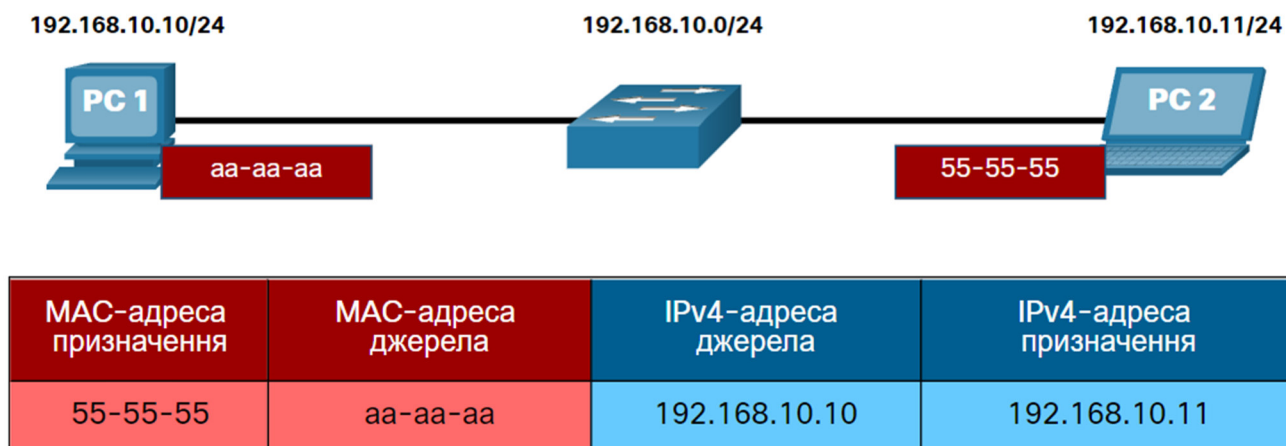 192.168.10.10/24
192.168.10.0/24
192.168.10.11/24
PC 1
PC 2
aa-aa-aa
55-55-55
MAC-адреса призначення
MAC-адреса джерела
IPv4-адреса джерела
IPv4-адреса призначення
55-55-55
aa-aa-aa
192.168.10.10
192.168.10.11